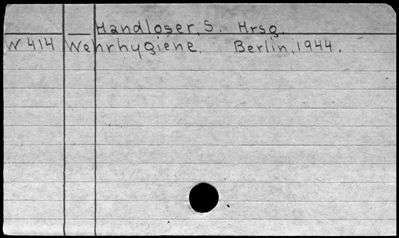 — Handloser, S. Hrsg.
W 414 Wehrhygiene. Berlin, 1944.